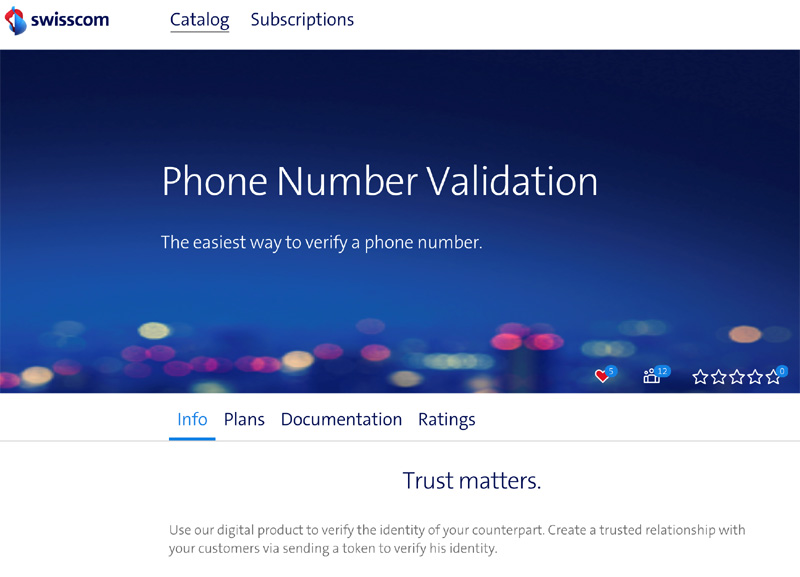 swisscom
Catalog Subscriptions
Phone Number Validation
The easiest way to verify a phone number.
5 12 0
Info Plans Documentation Ratings
Trust matters.
Use our digital product to verify the identity of your counterpart. Create a trusted relationship with
your customers via sending a token to verify his identity.